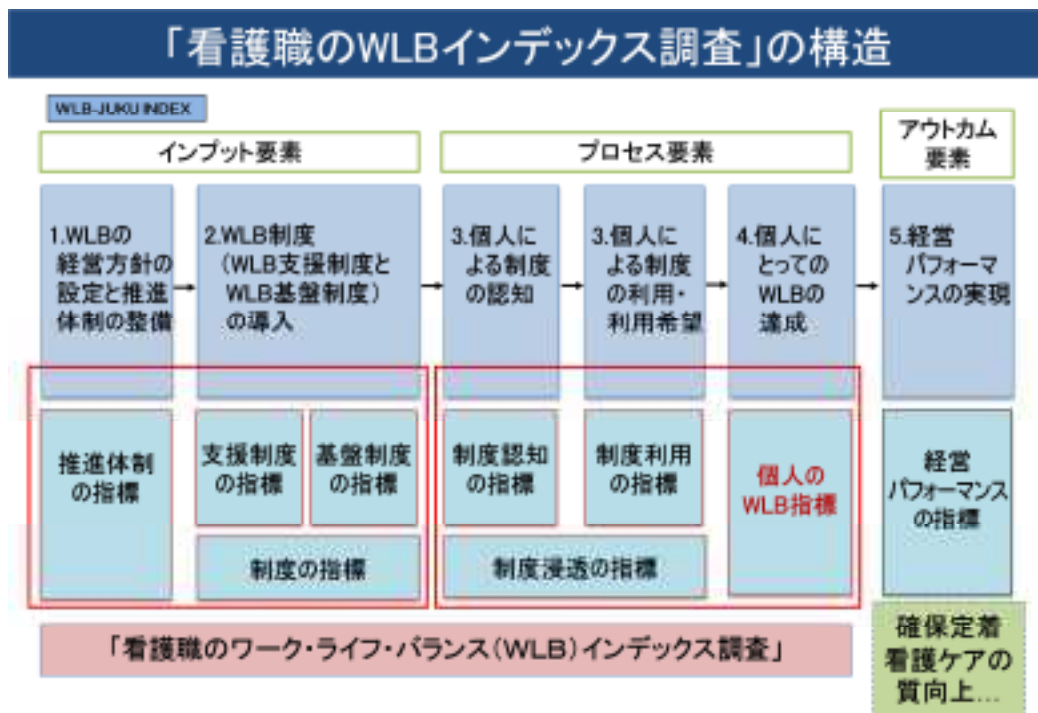 「看護職のWLBインデックス調査」の構造
WLB-JUKU INDEX
インプット要素
プロセス要素
アウトカム
要素
1.WLBの
経営方針の
設定と推進
体制の整備
2.WLB制度
(WLB支援制度と
WLB基盤制度)
の導入
3.個人に
よる制度
の認知
3.個人に
よる制度
の利用・
利用希望
4.個人に
とっての
WLBの
達成
5.経営
パフォーマ
ンスの実現
推進体制
の指標
支援制度
の指標
基盤制度
の指標
制度の指標
制度認知
の指標
制度利用
の指標
制度浸透の指標
個人の
WLB指標
経営
パフォーマンス
の指標
「看護職のワーク・ライフ・バランス(WLB)インデックス調査」
確保定着
看護ケアの
質向上…